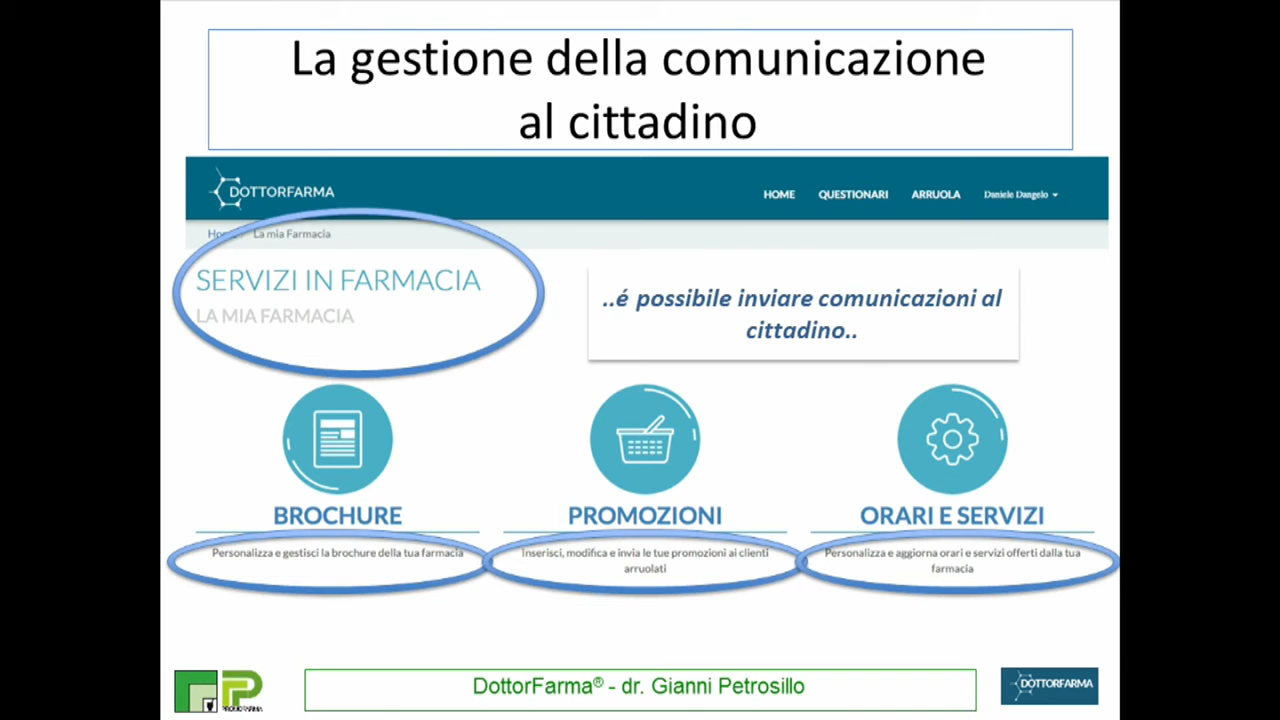 La gestione della comunicazione
al cittadino
DOTTORFARMA
HOME QUESTIONARI ARRUOLA Daniele Dangelo
Home La mia Farmacia
SERVIZI IN FARMACIA
LA MIA FARMACIA
..é possibile inviare comunicazioni al
cittadino..
BROCHURE
Personalizza e gestisci la brochure della tua farmacia
PROMOZIONI
Inserisci, modifica e invia le tue promozioni ai clienti
arruolati
ORARI E SERVIZI
Personalizza e aggiorna orari e servizi offerti dalla tua
farmacia
PROMOFARMA
DottorFarma® - dr. Gianni Petrosillo
DOTTORFARMA